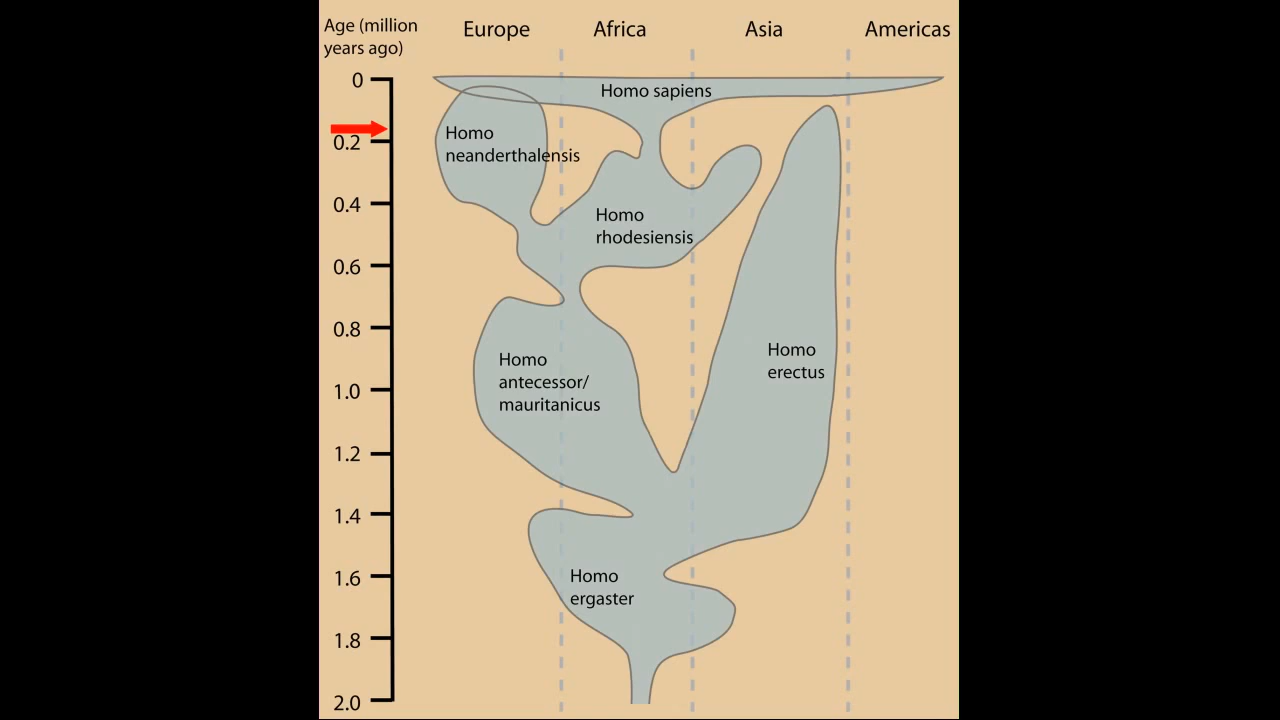 Age (million
years ago)
Europe
Africa
Asia
Americas
0
Homo sapiens
Homo
neanderthalensis
0.2
0.4
Homo
rhodesiensis
0.6
0.8
Homo
antecessor/
mauritanicus
Homo
erectus
1.0
1.2
1.4
1.6
Homo
ergaster
1.8
2.0